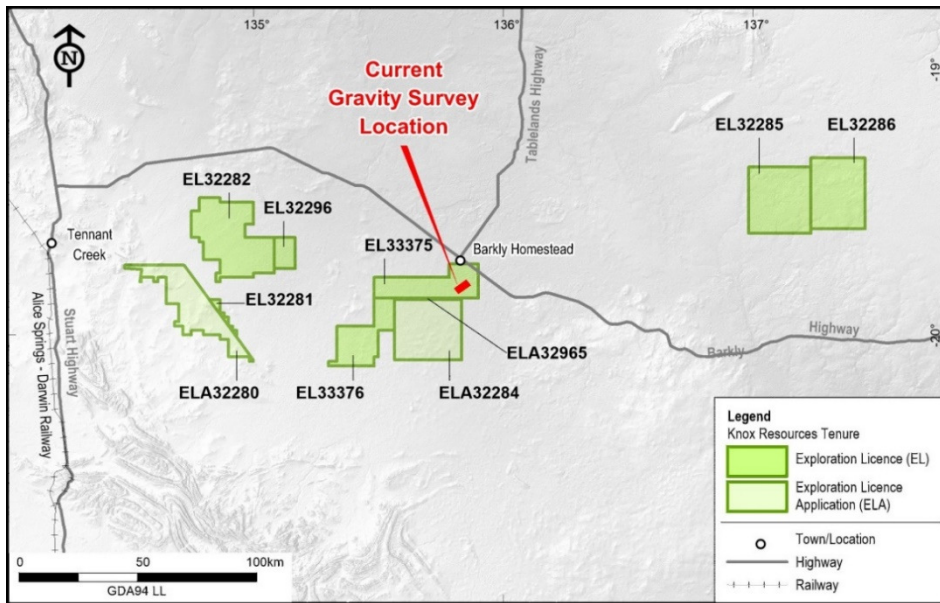 135°
136°
137°
-19°
N
Current
Gravity Survey
Location
Tablelands Highway
EL32285
EL32286
EL32282
EL32296
Tennant
Creek
EL33375
Barkly Homestead
EL32281
Alice Springs - Darwin Railway
Stuart Highway
ELA32965
Barkly
Highway
-20°
ELA32280
EL33376
ELA32284
Legend
Knox Resources Tenure
Exploration Licence (EL)
Exploration Licence
Application (ELA)
Town/Location
Highway
Railway
0 50 100km
GDA94 LL